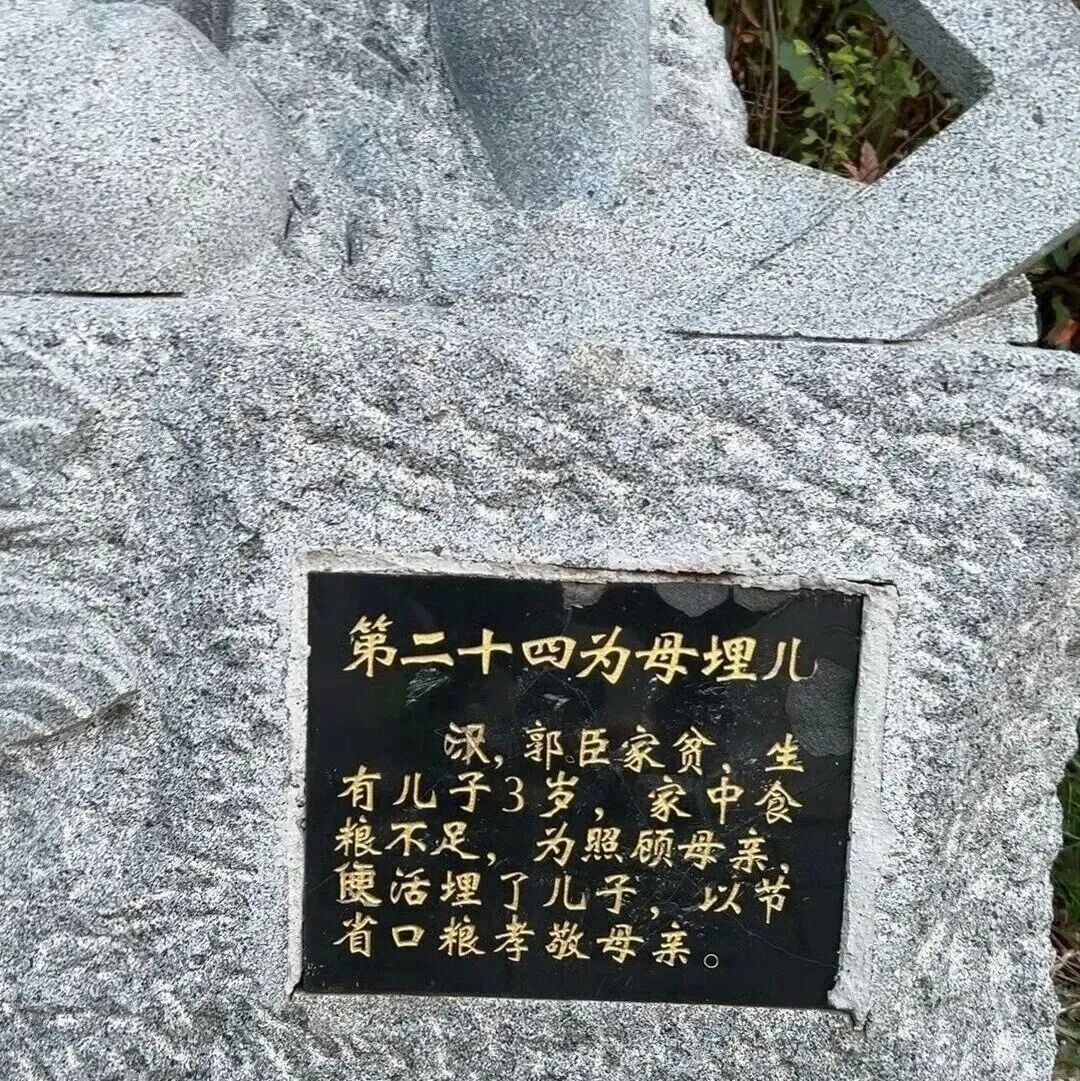 第二十四为母埋儿
汉，郭臣家贫，生
有儿子3岁，家中食
粮不足，为照顾母亲，
便活埋了儿子，以节
省口粮孝敬母亲。